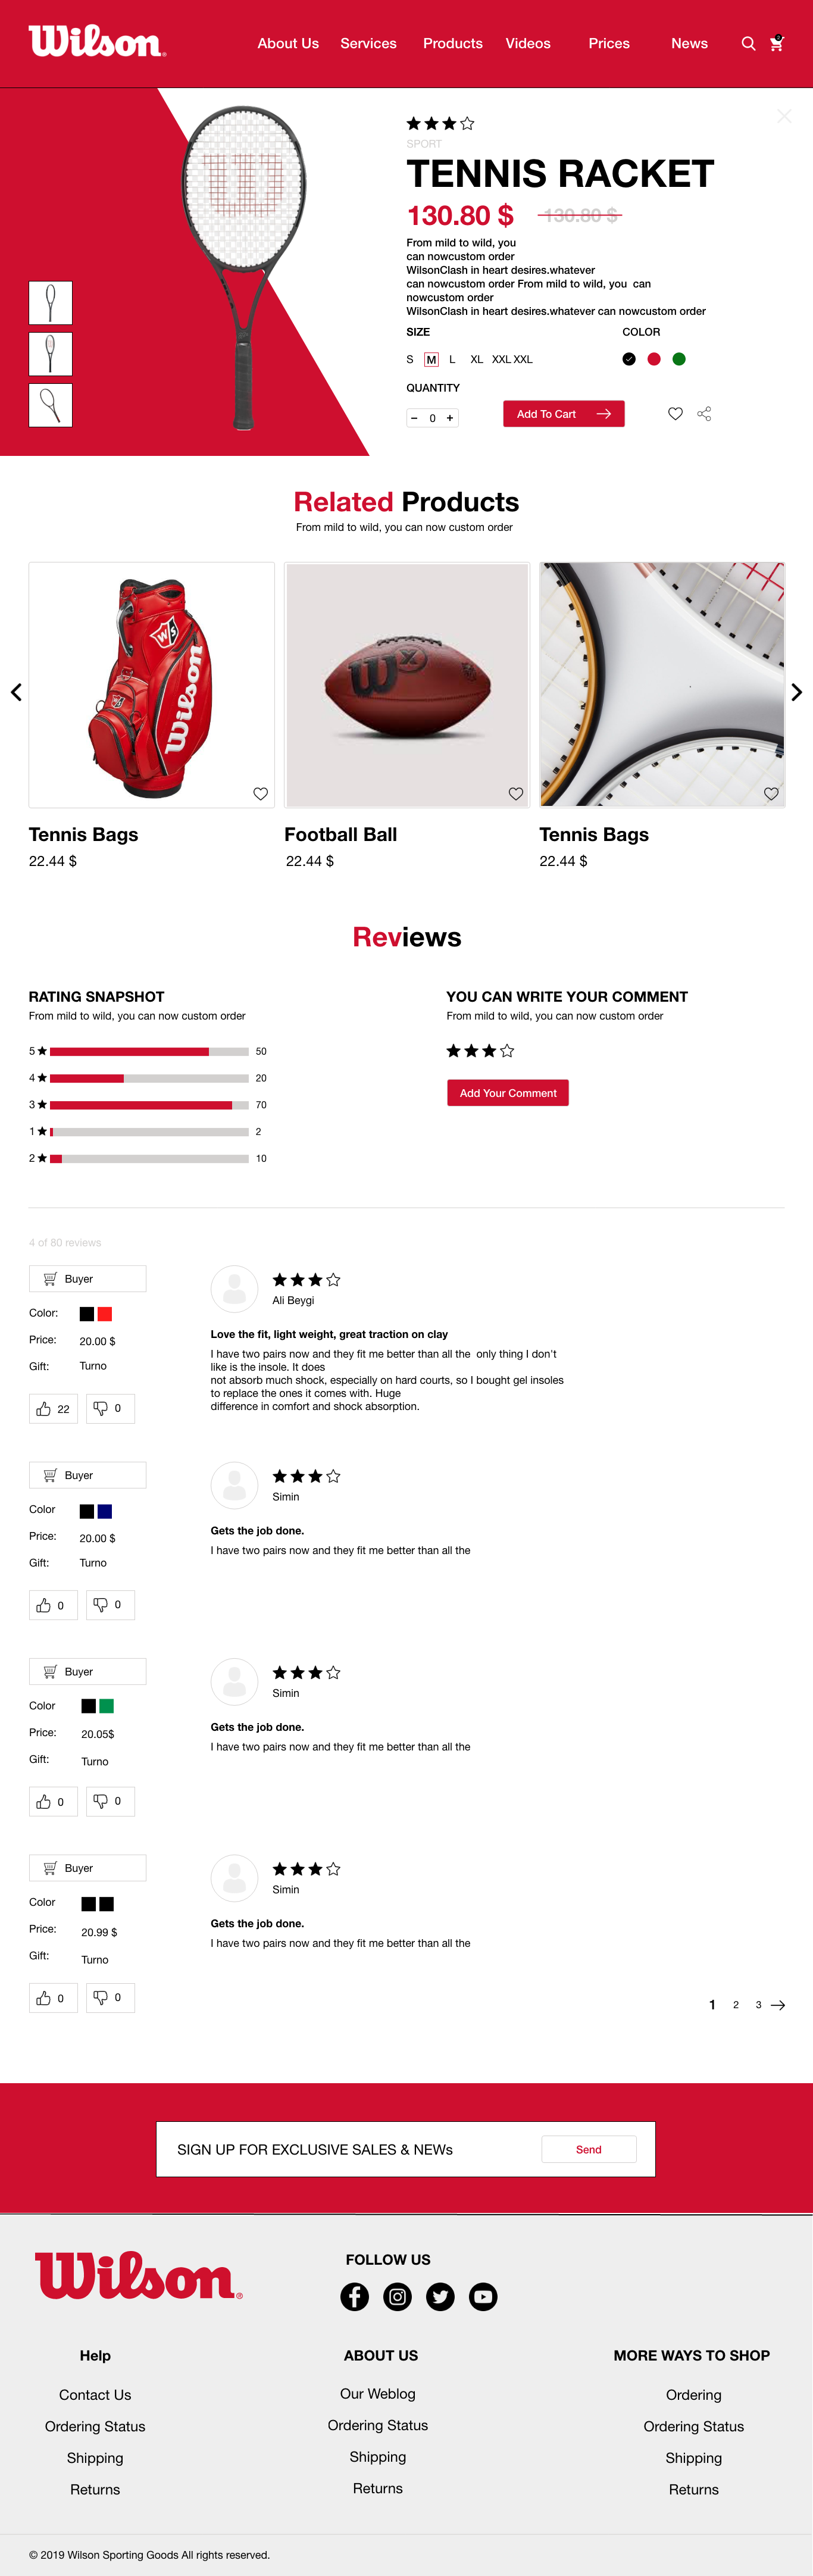 Wilson
About Us Services Products Videos Prices News
SPORT
TENNIS RACKET
130.80 $ 130.80 $
From mild to wild, you
can nowcustom order
WilsonClash in heart desires.whatever
can nowcustom order From mild to wild, you can
nowcustom order
WilsonClash in heart desires.whatever can nowcustom order
SIZE COLOR
S M L XL XXL XXL
QUANTITY
− 0 + Add To Cart
Related Products
From mild to wild, you can now custom order
W/S Wilson
W X
Tennis Bags Football Ball Tennis Bags
22.44 $ 22.44 $ 22.44 $
Reviews
RATING SNAPSHOT
From mild to wild, you can now custom order
5 50
4 20
3 70
1 2
2 10
YOU CAN WRITE YOUR COMMENT
From mild to wild, you can now custom order
Add Your Comment
4 of 80 reviews
Buyer
Color:
Price: 20.00 $
Gift: Turno
22 0
Ali Beygi
Love the fit, light weight, great traction on clay
I have two pairs now and they fit me better than all the only thing I don't
like is the insole. It does
not absorb much shock, especially on hard courts, so I bought gel insoles
to replace the ones it comes with. Huge
difference in comfort and shock absorption.
Buyer
Color
Price: 20.00 $
Gift: Turno
0 0
Simin
Gets the job done.
I have two pairs now and they fit me better than all the
Buyer
Color
Price: 20.05$
Gift: Turno
0 0
Simin
Gets the job done.
I have two pairs now and they fit me better than all the
Buyer
Color
Price: 20.99 $
Gift: Turno
0 0
Simin
Gets the job done.
I have two pairs now and they fit me better than all the
1 2 3
SIGN UP FOR EXCLUSIVE SALES & NEWs Send
Wilson
FOLLOW US
Help
Contact Us
Ordering Status
Shipping
Returns
ABOUT US
Our Weblog
Ordering Status
Shipping
Returns
MORE WAYS TO SHOP
Ordering
Ordering Status
Shipping
Returns
© 2019 Wilson Sporting Goods All rights reserved.